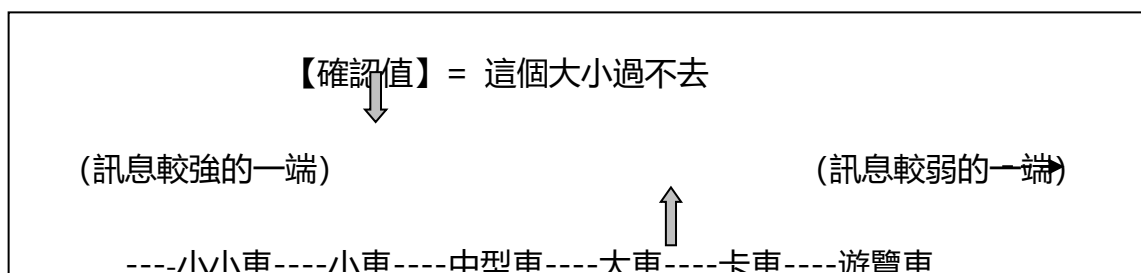 【確認值】= 這個大小過不去
(訊息較強的一端) (訊息較弱的一端)
----小小車----小車----中型車----大車----卡車----遊覽車